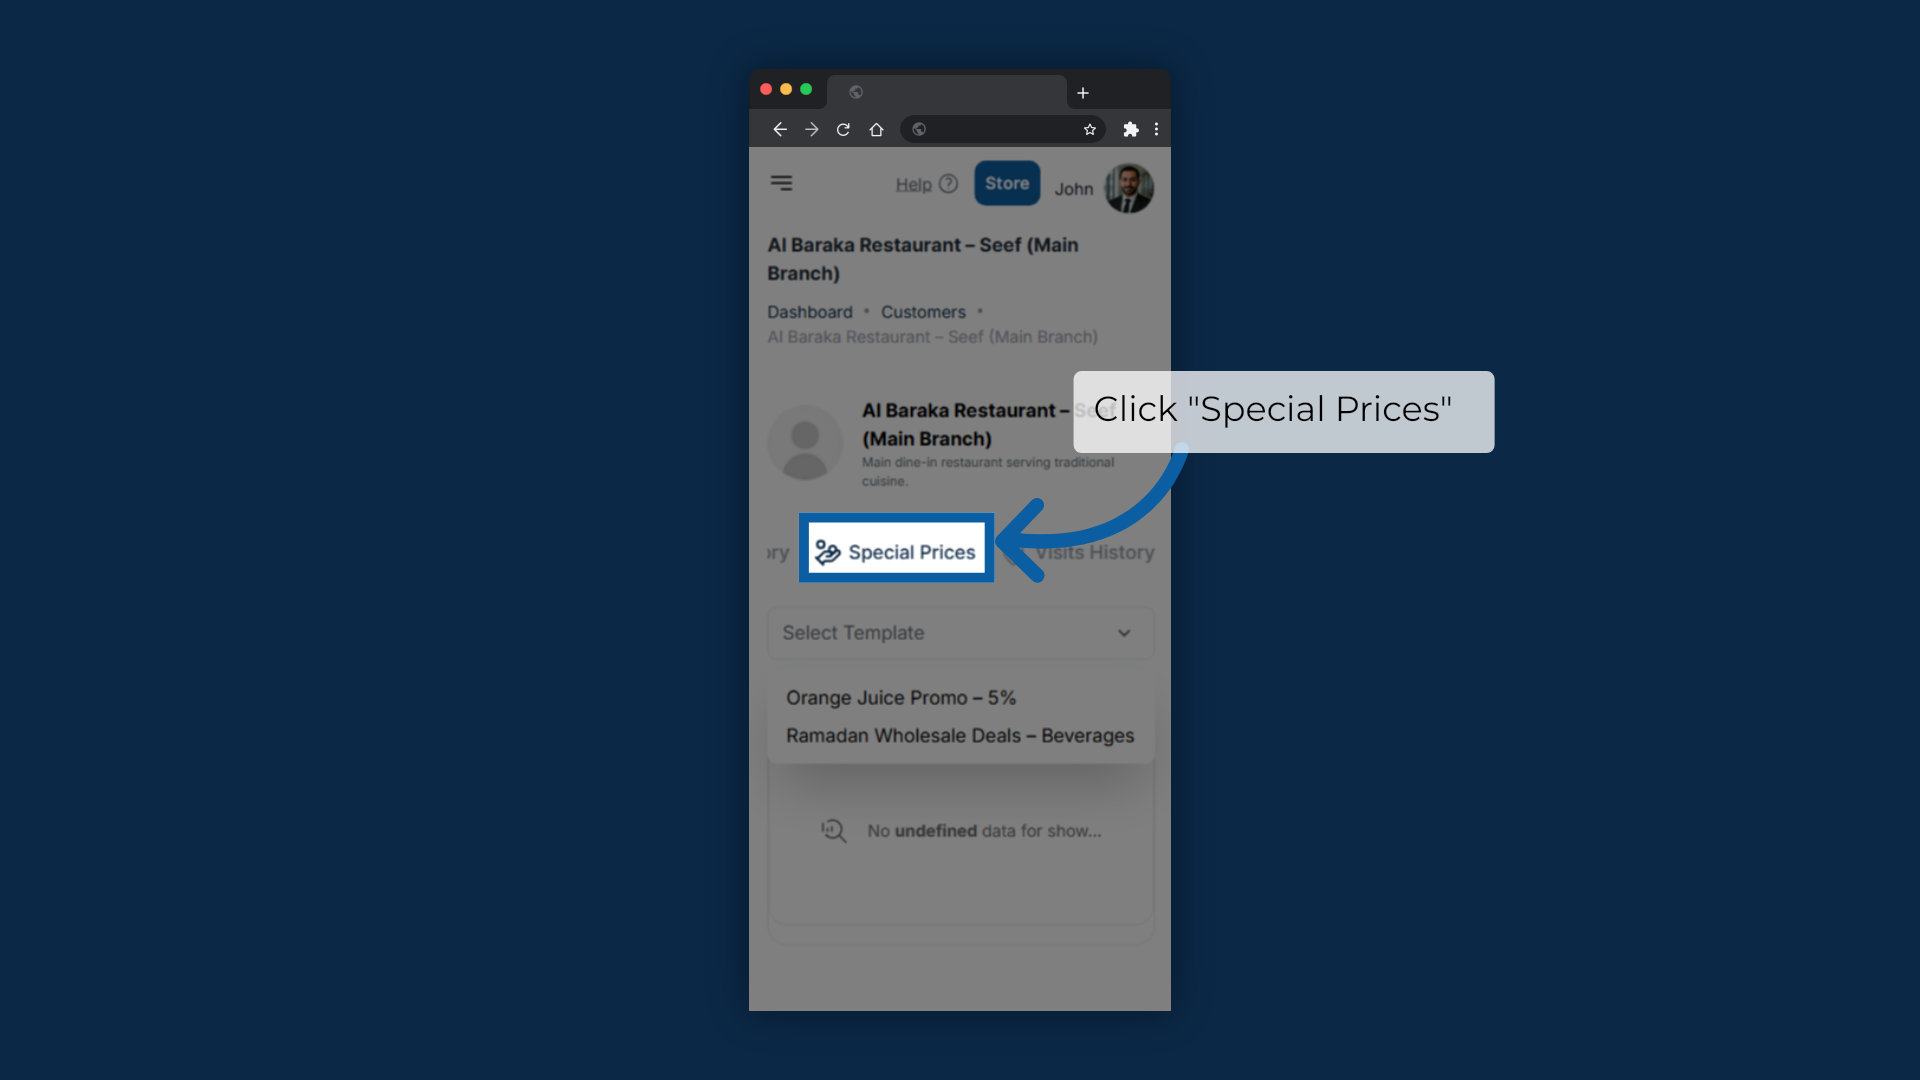 Help
Store
John
Al Baraka Restaurant – Seef (Main
Branch)
Dashboard • Customers •
Al Baraka Restaurant – Seef (Main Branch)
Al Baraka Restaurant – Seef
(Main Branch)
Main dine-in restaurant serving traditional
cuisine.
Click "Special Prices"
ory
Special Prices
Visits History
Select Template
Orange Juice Promo – 5%
Ramadan Wholesale Deals – Beverages
No undefined data for show...